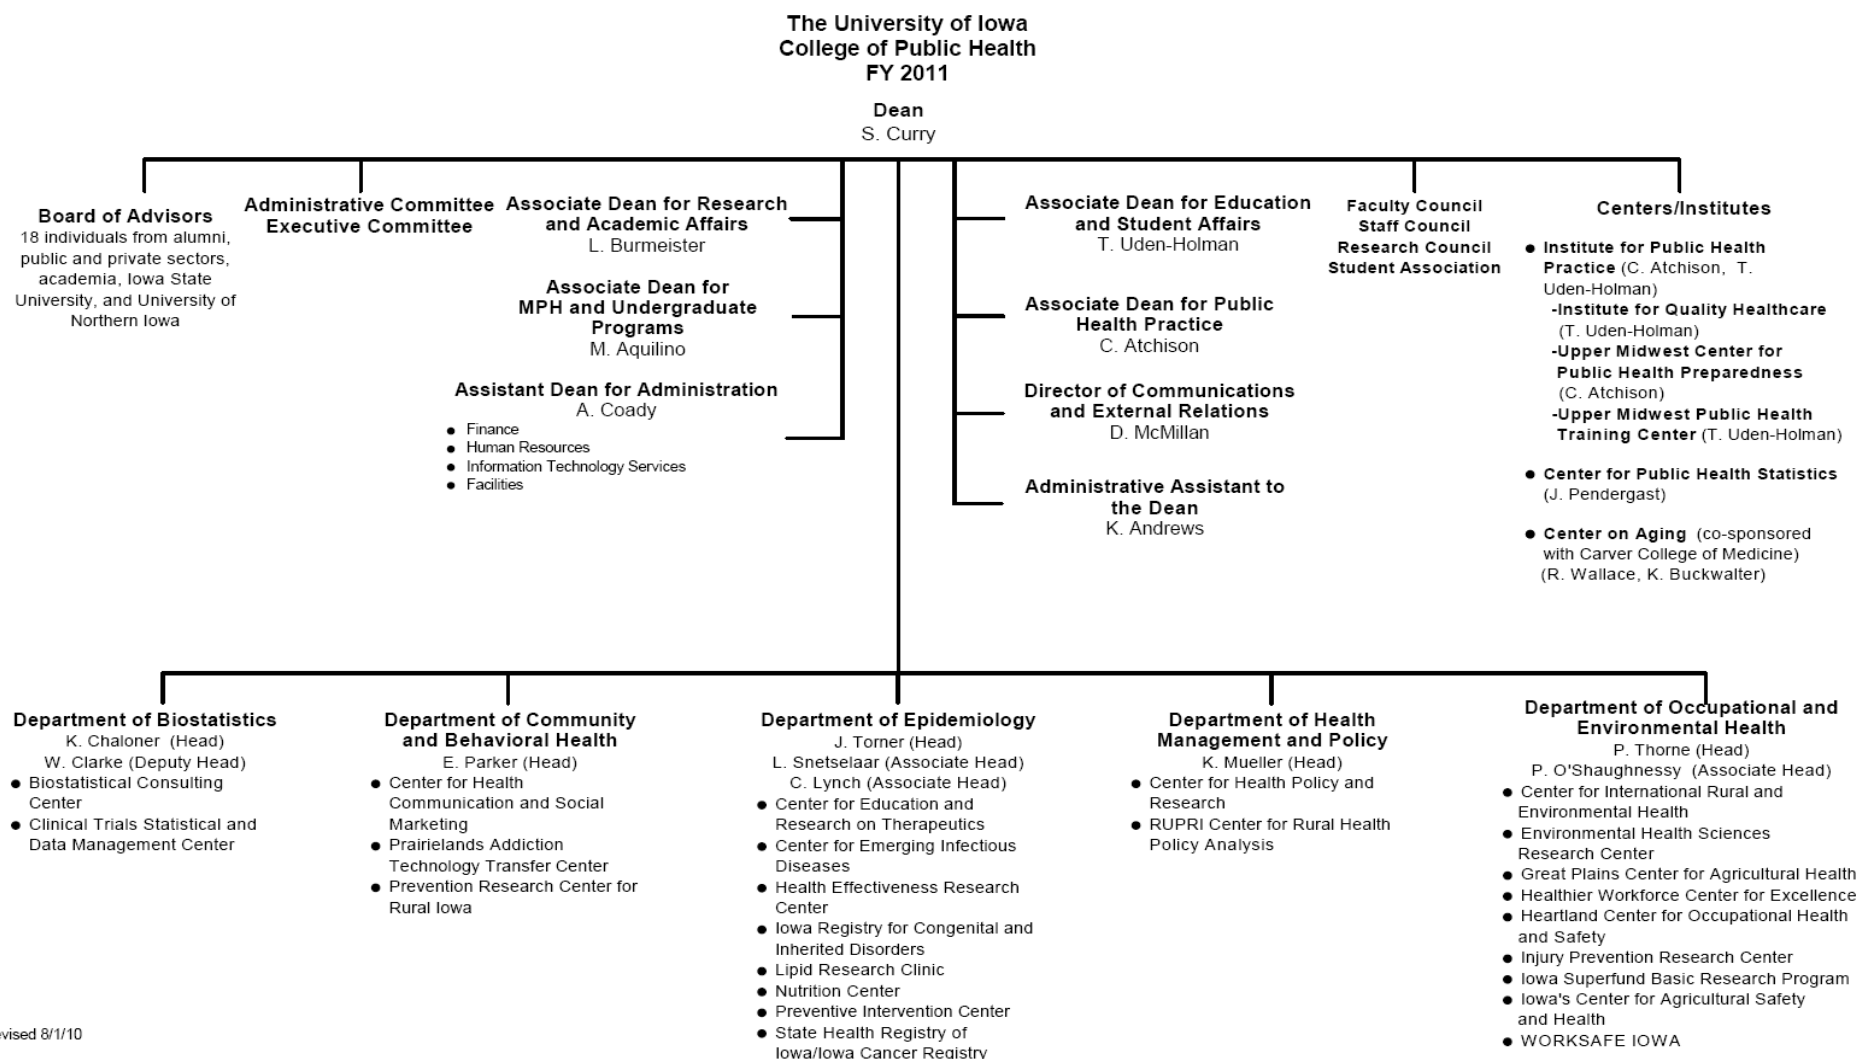 The University of Iowa
College of Public Health
FY 2011
Dean
S. Curry
Board of Advisors
18 individuals from alumni,
public and private sectors,
academia, Iowa State
University, and University of
Northern Iowa
Administrative Committee
Executive Committee
Associate Dean for Research
and Academic Affairs
L. Burmeister
Associate Dean for
MPH and Undergraduate
Programs
M. Aquilino
Assistant Dean for Administration
A. Coady
● Finance
● Human Resources
● Information Technology Services
● Facilities
Associate Dean for Education
and Student Affairs
T. Uden-Holman
Associate Dean for Public
Health Practice
C. Atchison
Director of Communications
and External Relations
D. McMillan
Administrative Assistant to
the Dean
K. Andrews
Faculty Council
Staff Council
Research Council
Student Association
Centers/Institutes
● Institute for Public Health
Practice (C. Atchison, T.
Uden-Holman)
-Institute for Quality Healthcare
(T. Uden-Holman)
-Upper Midwest Center for
Public Health Preparedness
(C. Atchison)
-Upper Midwest Public Health
Training Center (T. Uden-Holman)
● Center for Public Health Statistics
(J. Pendergast)
● Center on Aging (co-sponsored
with Carver College of Medicine)
(R. Wallace, K. Buckwalter)
Department of Biostatistics
K. Chaloner (Head)
W. Clarke (Deputy Head)
● Biostatistical Consulting
Center
● Clinical Trials Statistical and
Data Management Center
Department of Community
and Behavioral Health
E. Parker (Head)
● Center for Health
Communication and Social
Marketing
● Prairielands Addiction
Technology Transfer Center
● Prevention Research Center for
Rural Iowa
Department of Epidemiology
J. Torner (Head)
L. Snetselaar (Associate Head)
C. Lynch (Associate Head)
● Center for Education and
Research on Therapeutics
● Center for Emerging Infectious
Diseases
● Health Effectiveness Research
Center
● Iowa Registry for Congenital and
Inherited Disorders
● Lipid Research Clinic
● Nutrition Center
● Preventive Intervention Center
● State Health Registry of
Iowa/Iowa Cancer Registry
Department of Health
Management and Policy
K. Mueller (Head)
● Center for Health Policy and
Research
● RUPRI Center for Rural Health
Policy Analysis
Department of Occupational and
Environmental Health
P. Thorne (Head)
P. O'Shaughnessy (Associate Head)
● Center for International Rural and
Environmental Health
● Environmental Health Sciences
Research Center
● Great Plains Center for Agricultural Health
● Healthier Workforce Center for Excellence
● Heartland Center for Occupational Health
and Safety
● Injury Prevention Research Center
● Iowa Superfund Basic Research Program
● Iowa's Center for Agricultural Safety
and Health
● WORKSAFE IOWA
evised 8/1/10